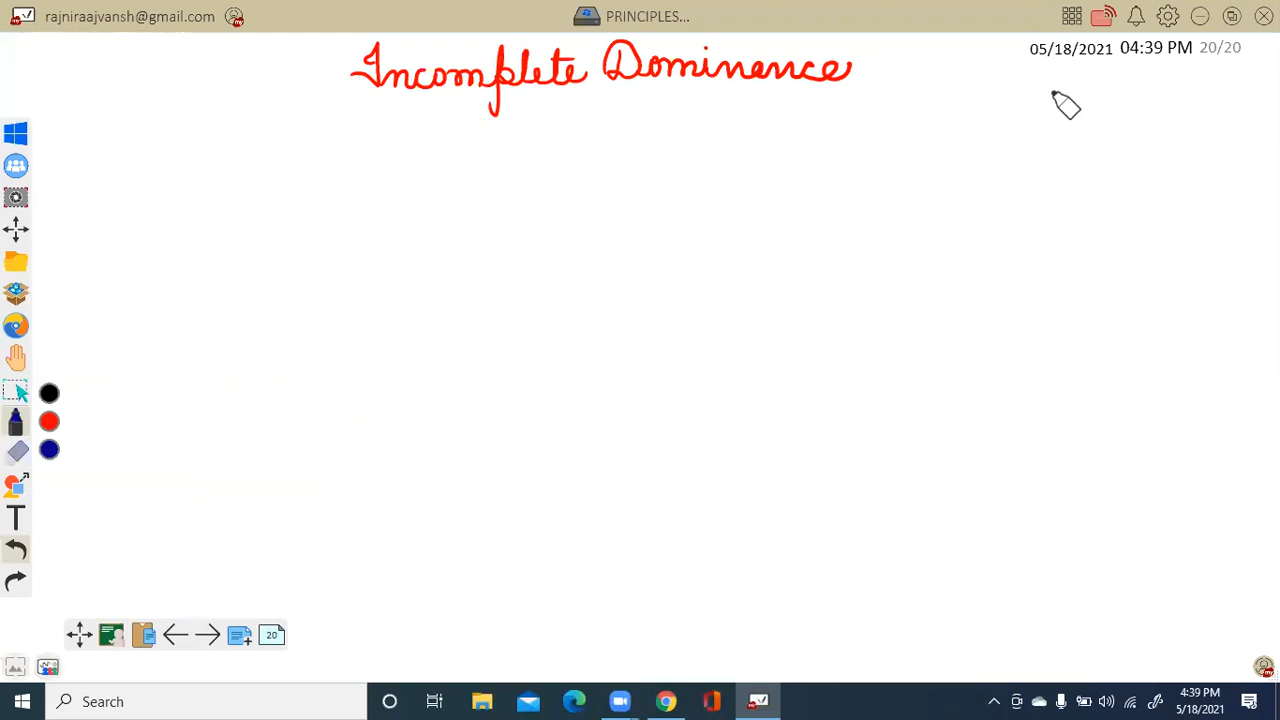 rajniraajvansh@gmail.com
PRINCIPLES...
05/18/2021 04:39 PM 20/20
Incomplete Dominance
20
Search
4:39 PM
5/18/2021